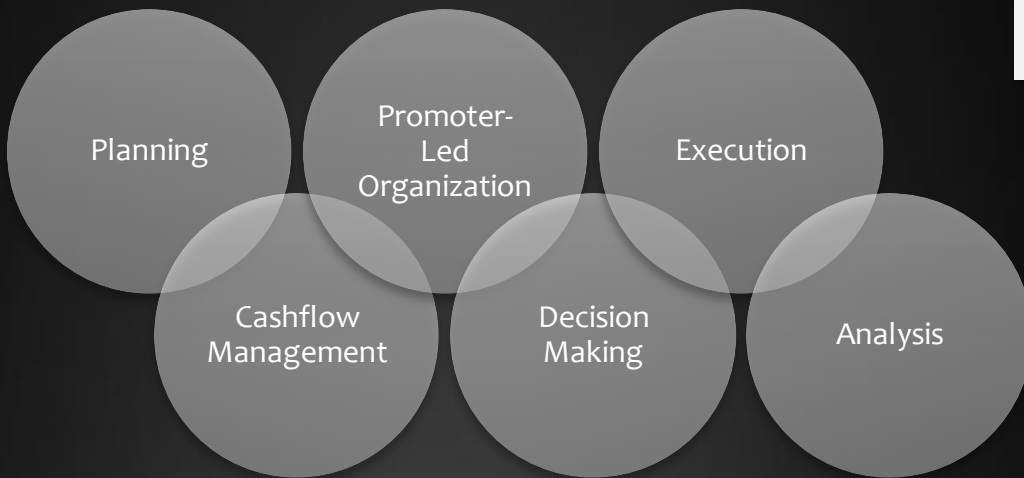 Planning
Promoter-
Led
Organization
Execution
Cashflow
Management
Decision
Making
Analysis